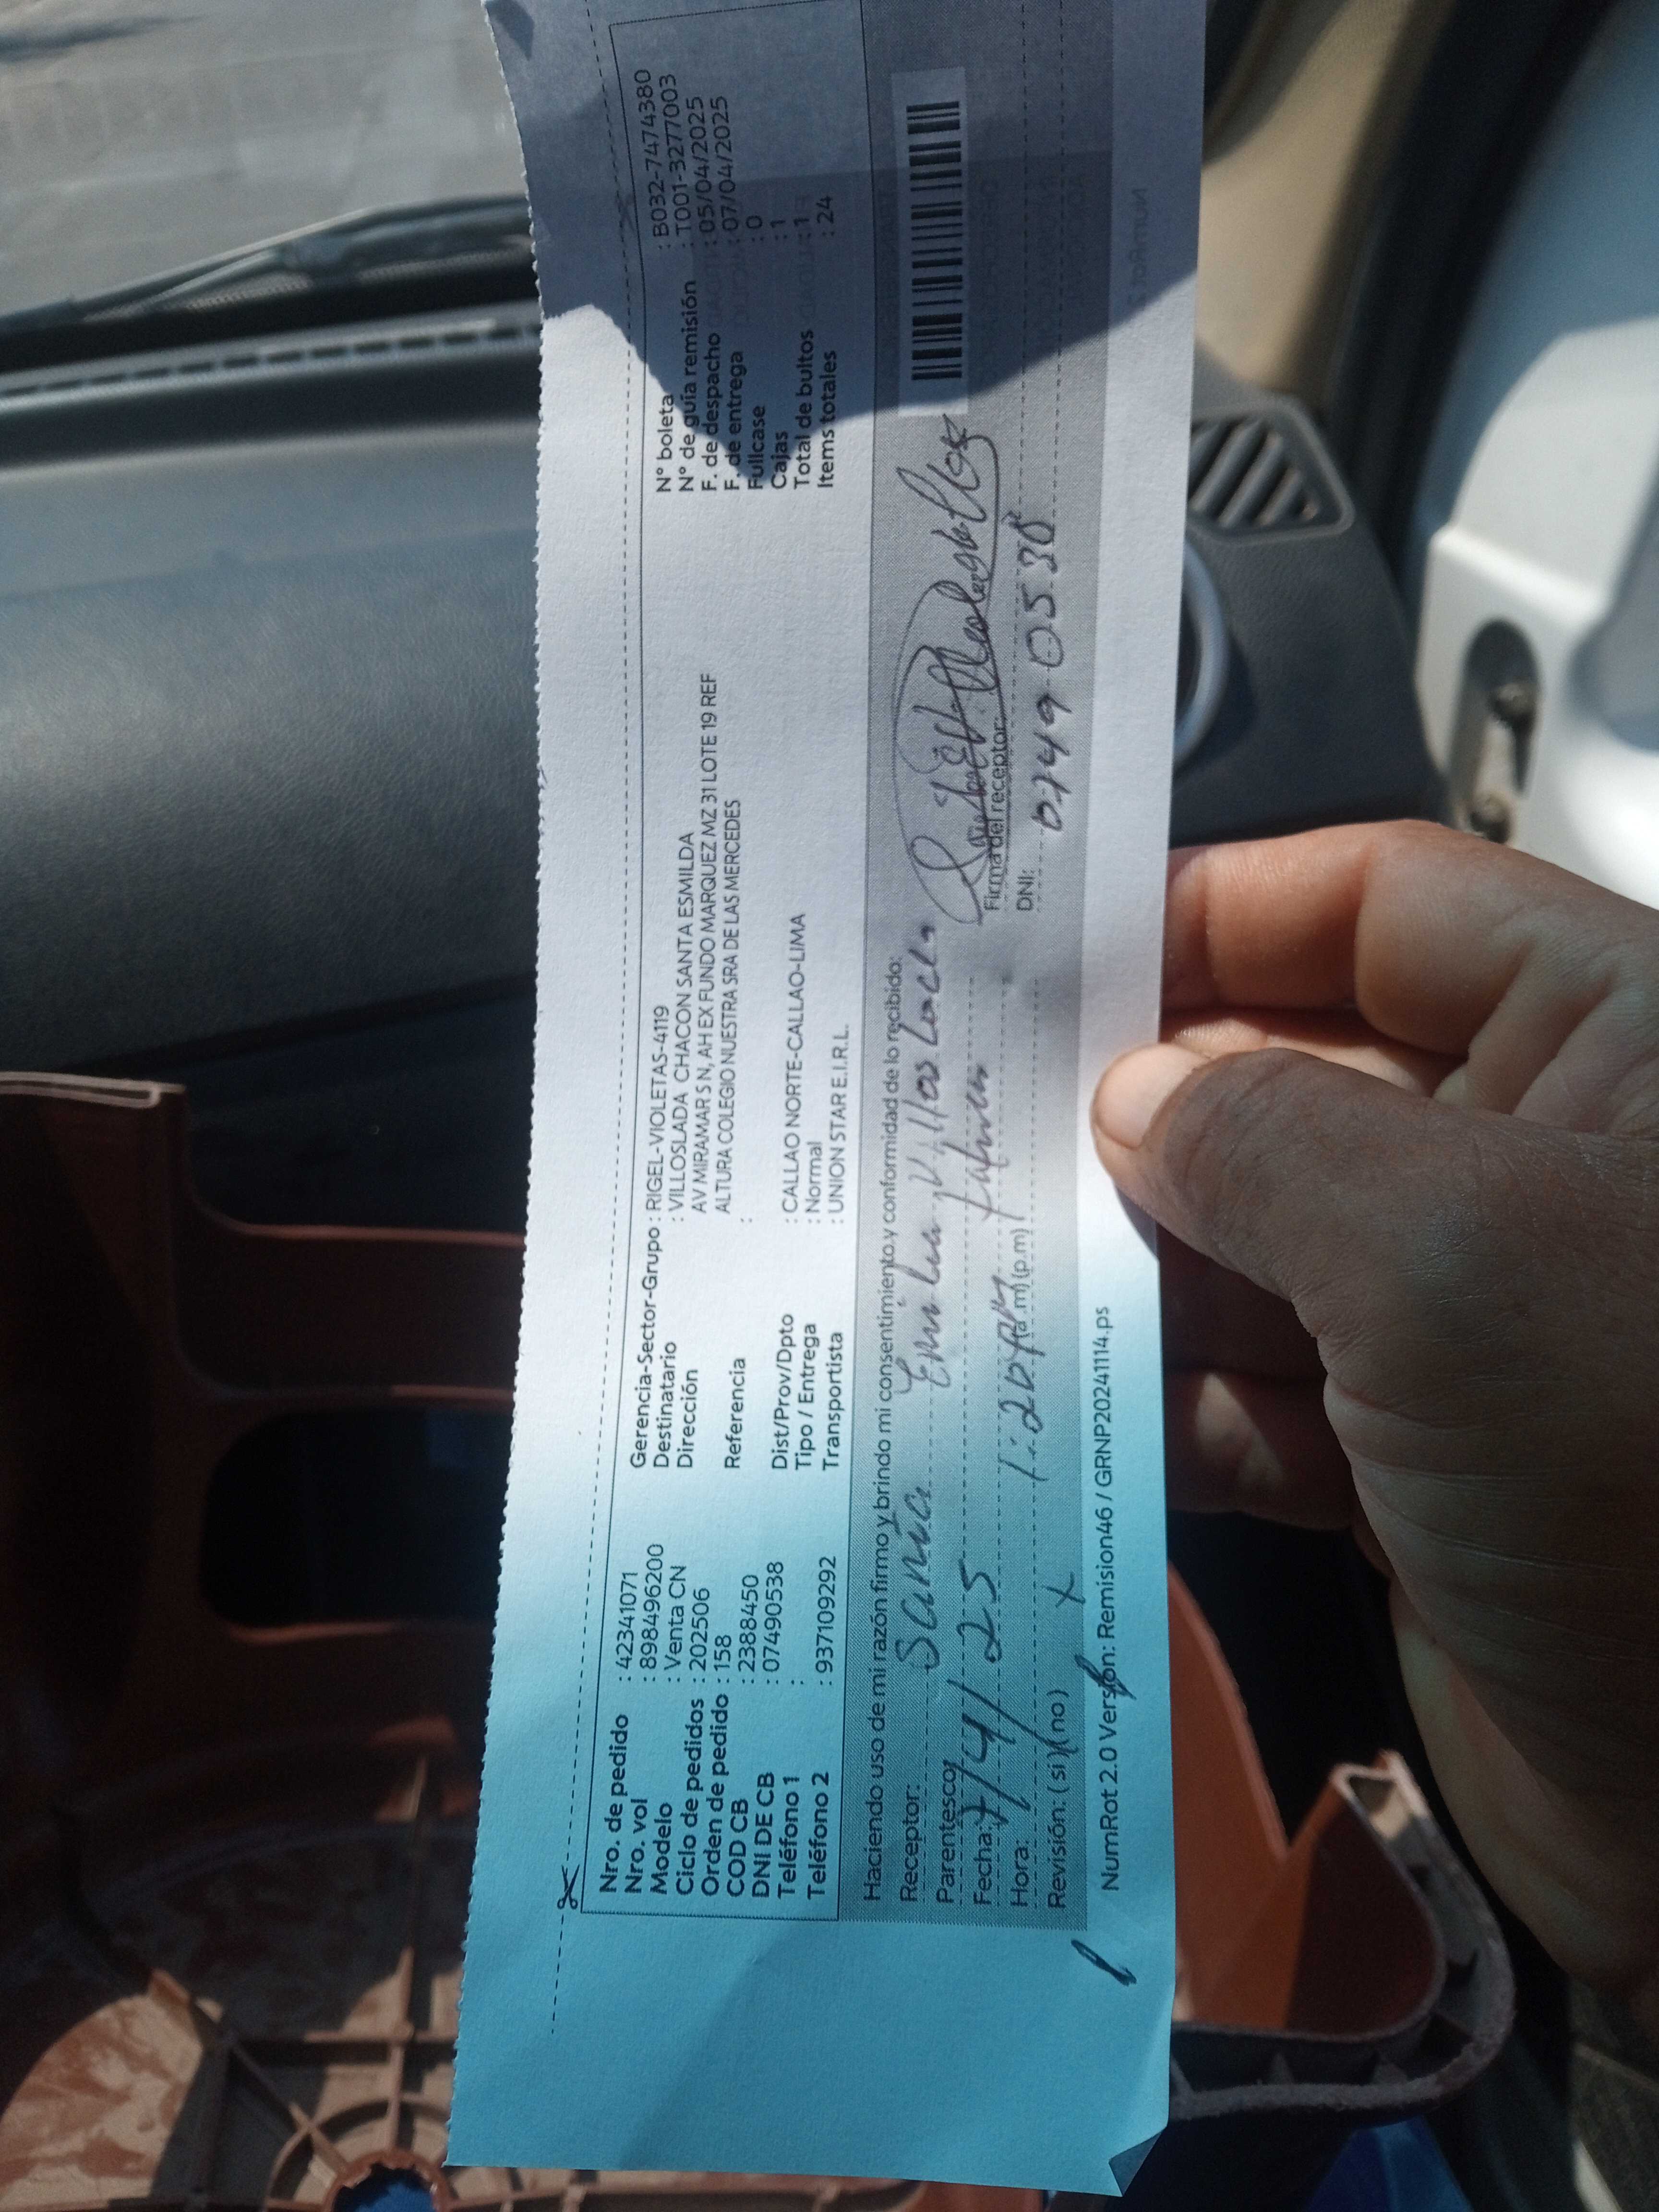 Nro. de pedido : 42341071
Nro. vol : 898496200
Modelo : Venta CN
Ciclo de pedidos : 202506
Orden de pedido : 158
COD CB : 2388450
DNI DE CB : 07490538
Teléfono 1 :
Teléfono 2 : 937109292
Gerencia-Sector-Grupo : RIGEL-VIOLETAS-4119
Destinatario : VILLOSLADA CHACON SANTA ESMILDA
Dirección AV MIRAMAR S N, AH EX FUNDO MARQUEZ MZ 31 LOTE 19 REF
ALTURA COLEGIO NUESTRA SRA DE LAS MERCEDES
Referencia :
Dist/Prov/Dpto : CALLAO NORTE-CALLAO-LIMA
Tipo / Entrega : Normal
Transportista : UNION STAR E.I.R.L.
N° boleta : B032-7474380
N° de guía remisión : T001-3277003
F. de despacho : 05/04/2025
F. de entrega : 07/04/2025
Fullcase : 0
Cajas : 1
Total de bultos : 1
Items totales : 24
Haciendo uso de mi razón firmo y brindo mi consentimiento y conformidad de lo recibido:
Receptor: Santa
Parentesco:
Fecha: 7/4/25
Hora: 1:20 PM (a.m) (p.m)
Revisión: (si) (no) X
Firma del receptor:
DNI: 07490538
NumRot 2.0 Versión: Remision46 / GRNP20241114.ps